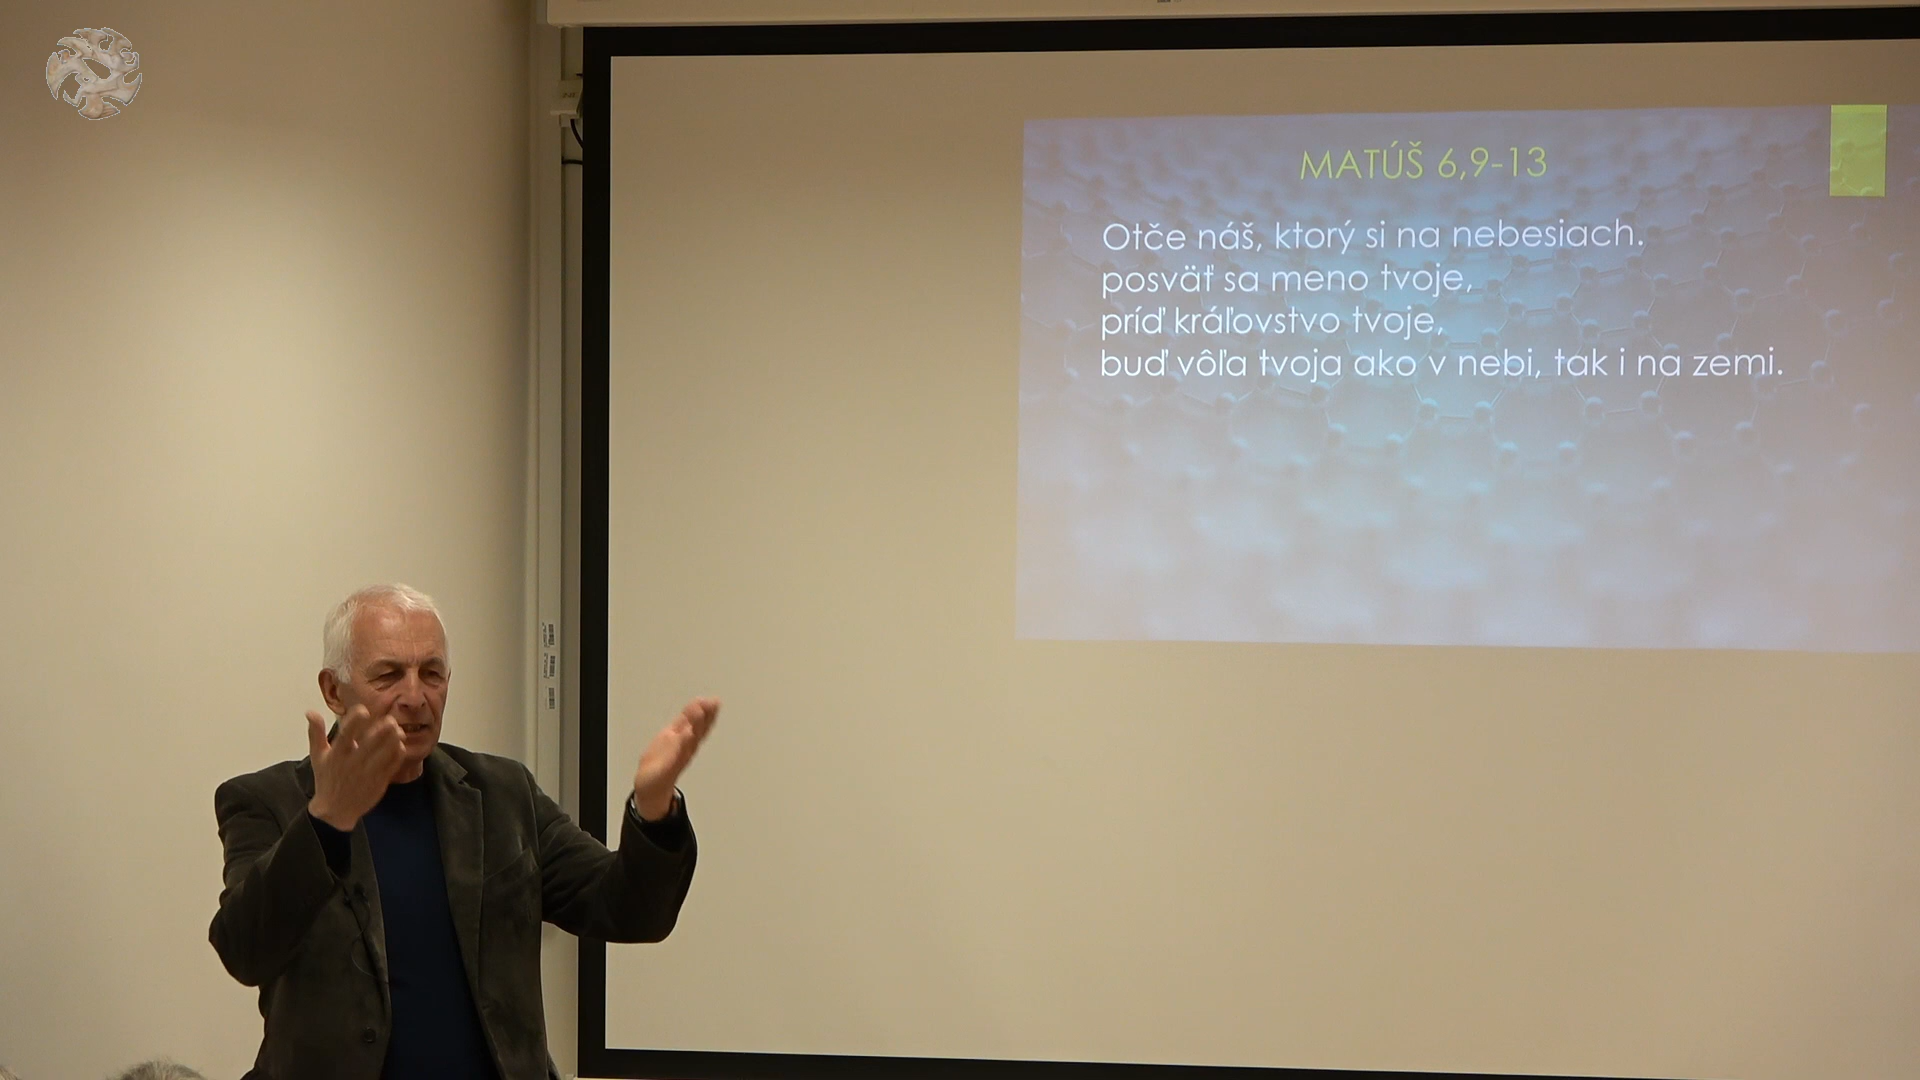 MATÚŠ 6,9-13
Otče náš, ktorý si na nebesiach.
posväť sa meno tvoje,
príď kráľovstvo tvoje,
buď vôľa tvoja ako v nebi, tak i na zemi.